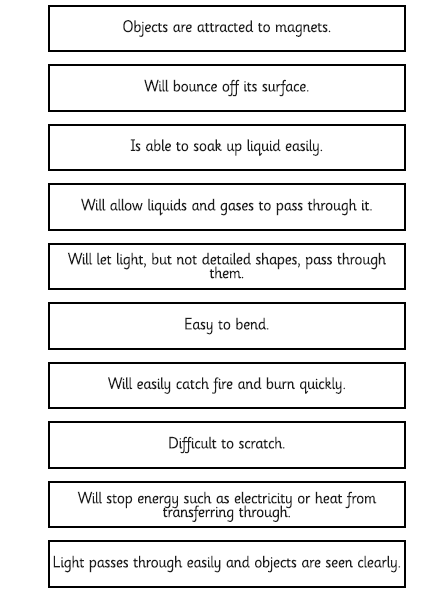 Objects are attracted to magnets.
Will bounce off its surface.
Is able to soak up liquid easily.
Will allow liquids and gases to pass through it.
Will let light, but not detailed shapes, pass through
them.
Easy to bend.
Will easily catch fire and burn quickly.
Difficult to scratch.
Will stop energy such as electricity or heat from
transferring through.
Light passes through easily and objects are seen clearly.